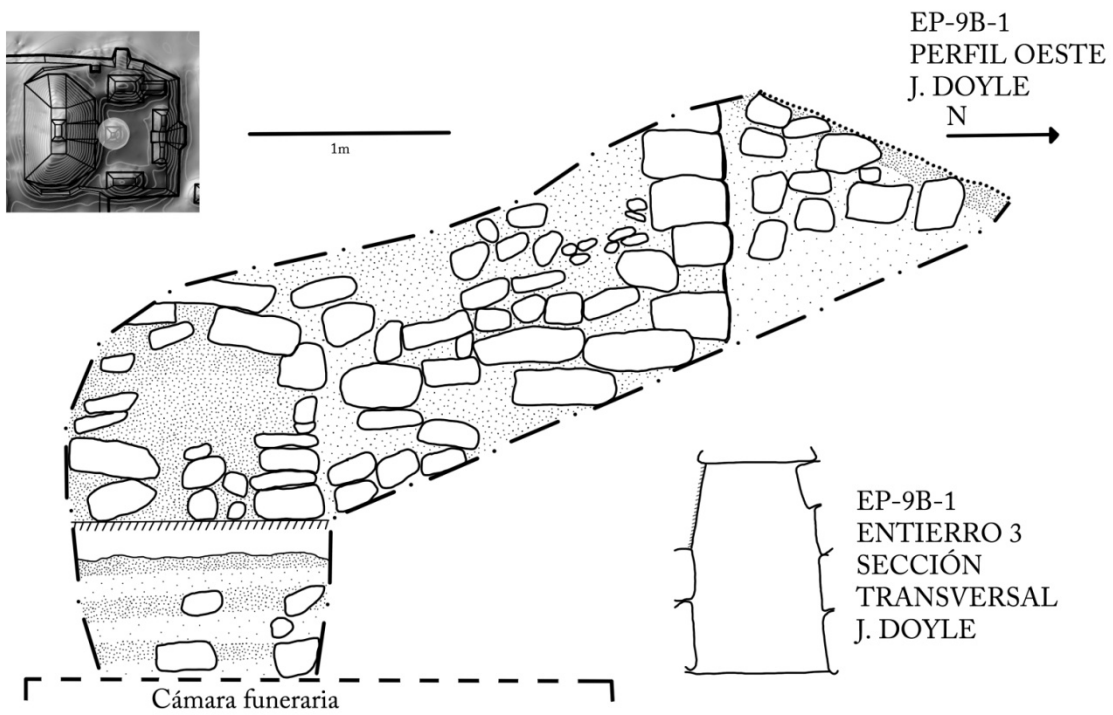 EP-9B-1
PERFIL OESTE
J. DOYLE
N
1m
EP-9B-1
ENTIERRO 3
SECCIÓN
TRANSVERSAL
J. DOYLE
Cámara funeraria